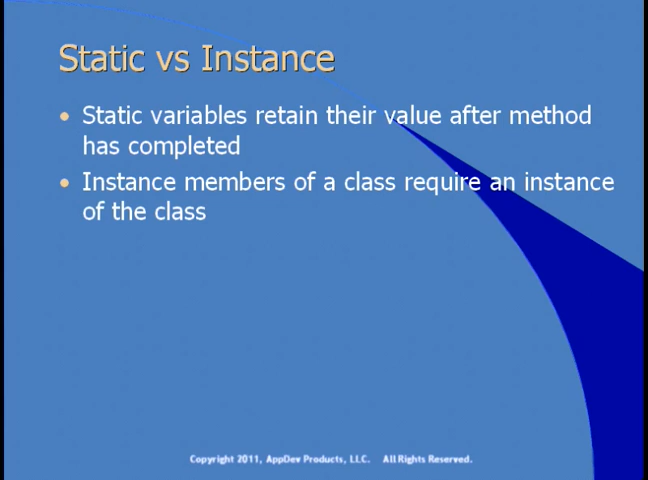 Static vs Instance
• Static variables retain their value after method
has completed
• Instance members of a class require an instance
of the class
Copyright 2011, AppDev Products, LLC. All Rights Reserved.